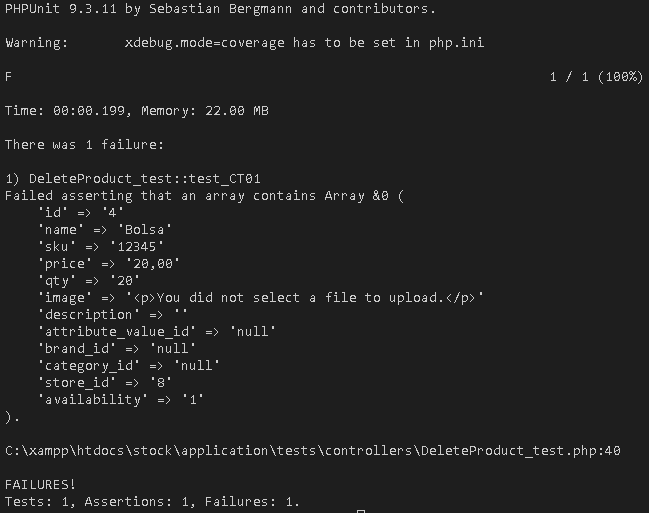 PHPUnit 9.3.11 by Sebastian Bergmann and contributors.
Warning:       xdebug.mode=coverage has to be set in php.ini
F                                                                   1 / 1 (100%)
Time: 00:00.199, Memory: 22.00 MB
There was 1 failure:
1) DeleteProduct_test::test_CT01
Failed asserting that an array contains Array &0 (
    'id' => '4'
    'name' => 'Bolsa'
    'sku' => '12345'
    'price' => '20,00'
    'qty' => '20'
    'image' => '<p>You did not select a file to upload.</p>'
    'description' => ''
    'attribute_value_id' => 'null'
    'brand_id' => 'null'
    'category_id' => 'null'
    'store_id' => '8'
    'availability' => '1'
).
C:\xampp\htdocs\stock\application\tests\controllers\DeleteProduct_test.php:40
FAILURES!
Tests: 1, Assertions: 1, Failures: 1.